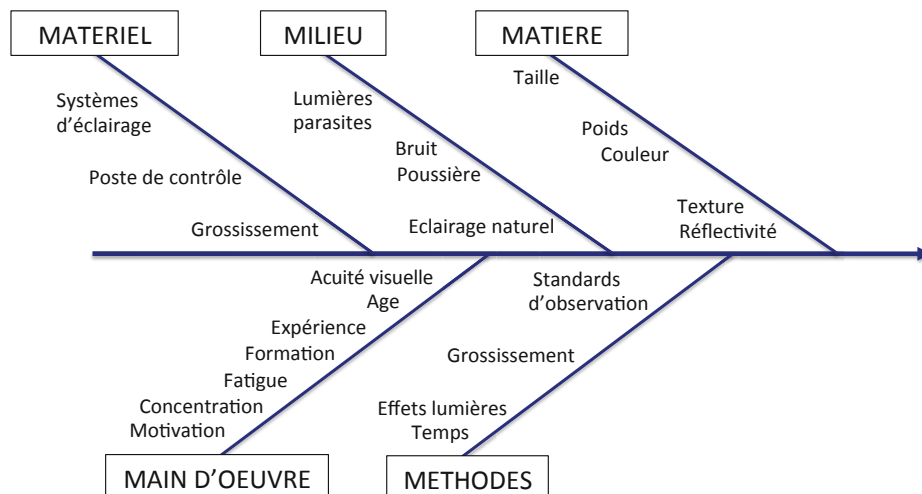 MATERIEL
MILIEU
MATIERE
Systèmes
d’éclairage
Poste de contrôle
Grossissement
Lumières
parasites
Bruit
Poussière
Eclairage naturel
Taille
Poids
Couleur
Texture
Réflectivité
Acuité visuelle
Age
Expérience
Formation
Fatigue
Concentration
Motivation
MAIN D’OEUVRE
Standards
d’observation
Grossissement
Effets lumières
Temps
METHODES